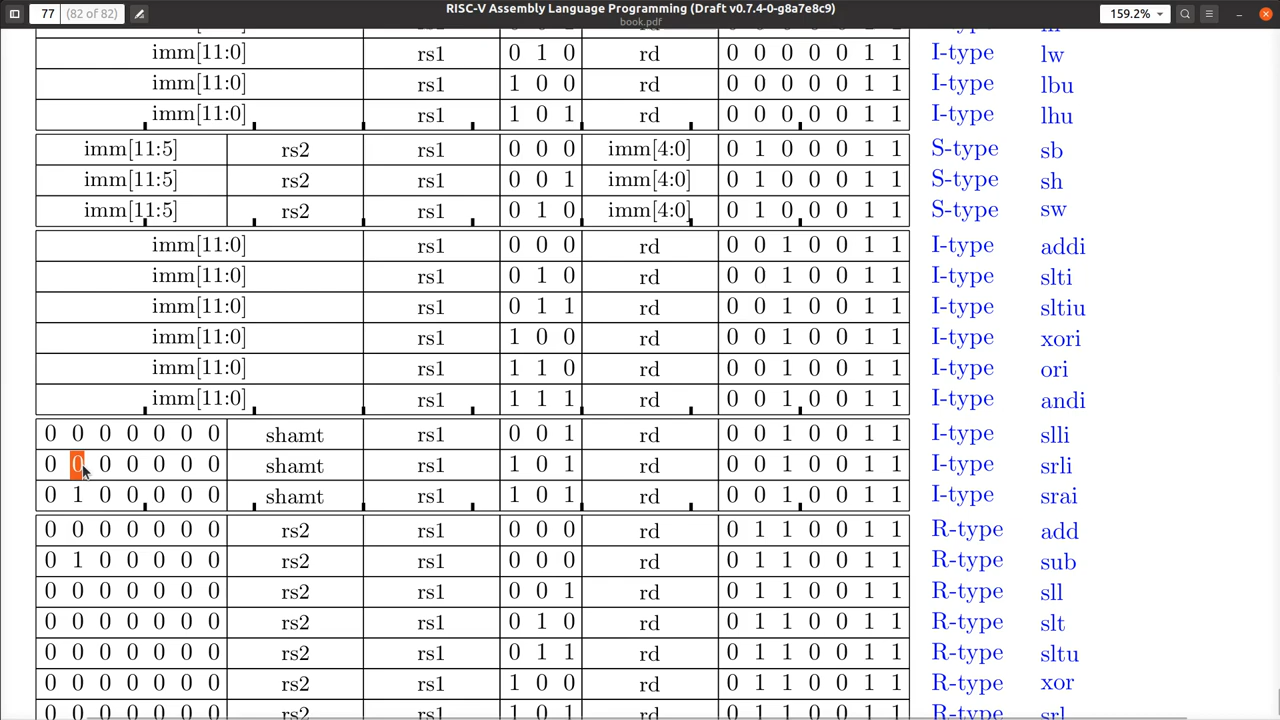 77 (82 of 82) RISC-V Assembly Language Programming (Draft v0.7.4-0-g8a7e8c9) 159.2%
book.pdf
imm[11:0] rs1 0 1 0 rd 0 0 0 0 0 1 1 I-type lw
imm[11:0] rs1 1 0 0 rd 0 0 0 0 0 1 1 I-type lbu
imm[11:0] rs1 1 0 1 rd 0 0 0 0 0 1 1 I-type lhu
imm[11:5] rs2 rs1 0 0 0 imm[4:0] 0 1 0 0 0 1 1 S-type sb
imm[11:5] rs2 rs1 0 0 1 imm[4:0] 0 1 0 0 0 1 1 S-type sh
imm[11:5] rs2 rs1 0 1 0 imm[4:0] 0 1 0 0 0 1 1 S-type sw
imm[11:0] rs1 0 0 0 rd 0 0 1 0 0 1 1 I-type addi
imm[11:0] rs1 0 1 0 rd 0 0 1 0 0 1 1 I-type slti
imm[11:0] rs1 0 1 1 rd 0 0 1 0 0 1 1 I-type sltiu
imm[11:0] rs1 1 0 0 rd 0 0 1 0 0 1 1 I-type xori
imm[11:0] rs1 1 1 0 rd 0 0 1 0 0 1 1 I-type ori
imm[11:0] rs1 1 1 1 rd 0 0 1 0 0 1 1 I-type andi
0 0 0 0 0 0 0 shamt rs1 0 0 1 rd 0 0 1 0 0 1 1 I-type slli
0 0 0 0 0 0 0 shamt rs1 1 0 1 rd 0 0 1 0 0 1 1 I-type srli
0 1 0 0 0 0 0 shamt rs1 1 0 1 rd 0 0 1 0 0 1 1 I-type srai
0 0 0 0 0 0 0 rs2 rs1 0 0 0 rd 0 1 1 0 0 1 1 R-type add
0 1 0 0 0 0 0 rs2 rs1 0 0 0 rd 0 1 1 0 0 1 1 R-type sub
0 0 0 0 0 0 0 rs2 rs1 0 0 1 rd 0 1 1 0 0 1 1 R-type sll
0 0 0 0 0 0 0 rs2 rs1 0 1 0 rd 0 1 1 0 0 1 1 R-type slt
0 0 0 0 0 0 0 rs2 rs1 0 1 1 rd 0 1 1 0 0 1 1 R-type sltu
0 0 0 0 0 0 0 rs2 rs1 1 0 0 rd 0 1 1 0 0 1 1 R-type xor
0 0 0 0 0 0 0 rs2 rs1 1 0 1 rd 0 1 1 0 0 1 1 R-type srl